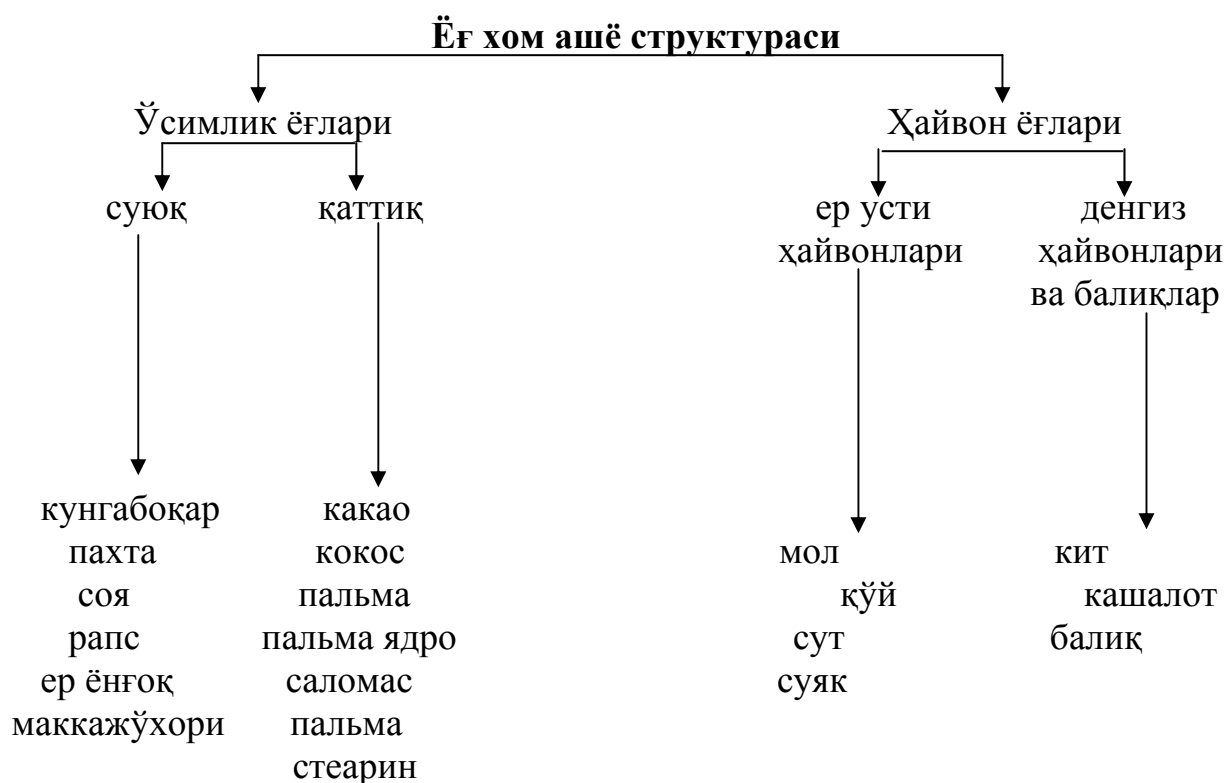 Ёғ хом ашё структураси
Ўсимлик ёғлари
Ҳайвон ёғлари
суюқ
қаттиқ
ер усти
ҳайвонлари
денгиз
ҳайвонлари
ва балиқлар
кунгабоқар
пахта
соя
рапс
ер ёнғоқ
маккажўхори
какао
кокос
пальма
пальма ядро
саломас
пальма
стеарин
мол
қўй
сут
суяк
кит
кашалот
балиқ